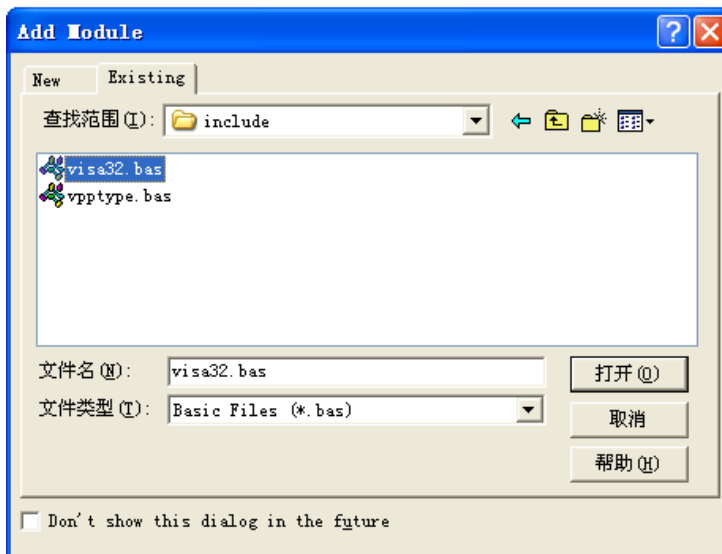 Add Module
New Existing
查找范围(I): include
visa32.bas
vpptype.bas
文件名(N): visa32.bas 打开(O)
文件类型(T): Basic Files (*.bas) 取消
帮助(H)
Don't show this dialog in the future